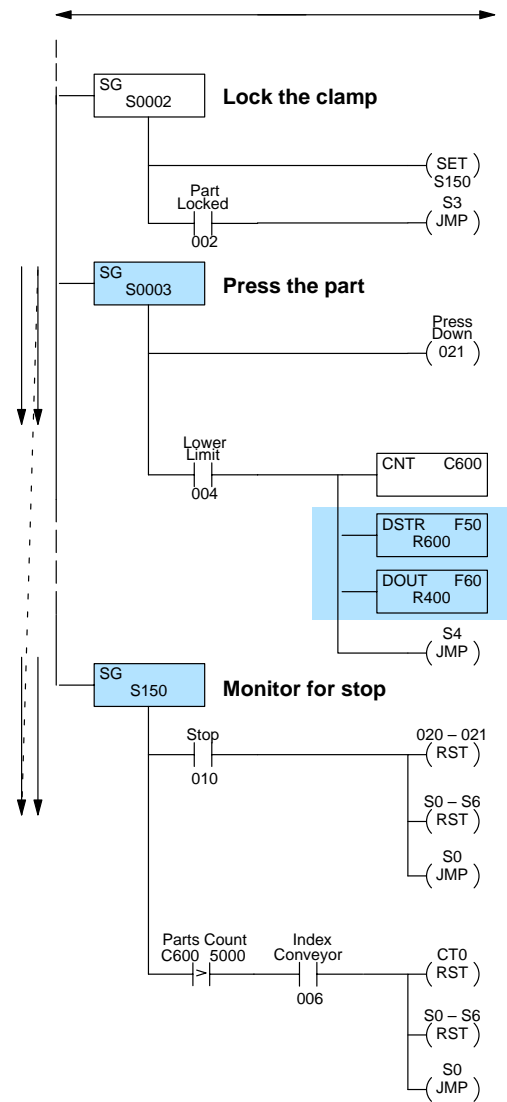 SG
S0002
Lock the clamp
SET
S150
Part
Locked
002
S3
JMP
SG
S0003
Press the part
Press
Down
021
Lower
Limit
004
CNT C600
DSTR F50
R600
DOUT F60
R400
S4
JMP
SG
S150
Monitor for stop
Stop
010
020 – 021
RST
S0 – S6
RST
S0
JMP
Parts Count
C600 5000
>
Index
Conveyor
006
CT0
RST
S0 – S6
RST
S0
JMP